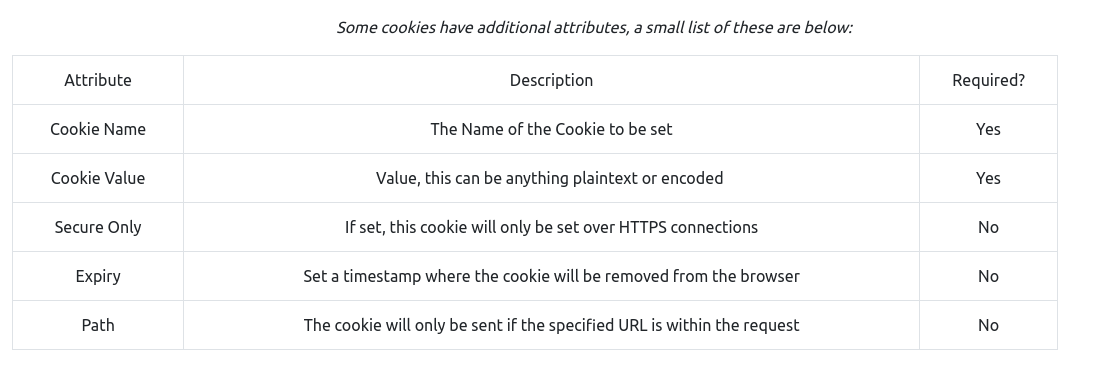 Some cookies have additional attributes, a small list of these are below:
Attribute Description Required?
Cookie Name The Name of the Cookie to be set Yes
Cookie Value Value, this can be anything plaintext or encoded Yes
Secure Only If set, this cookie will only be set over HTTPS connections No
Expiry Set a timestamp where the cookie will be removed from the browser No
Path The cookie will only be sent if the specified URL is within the request No